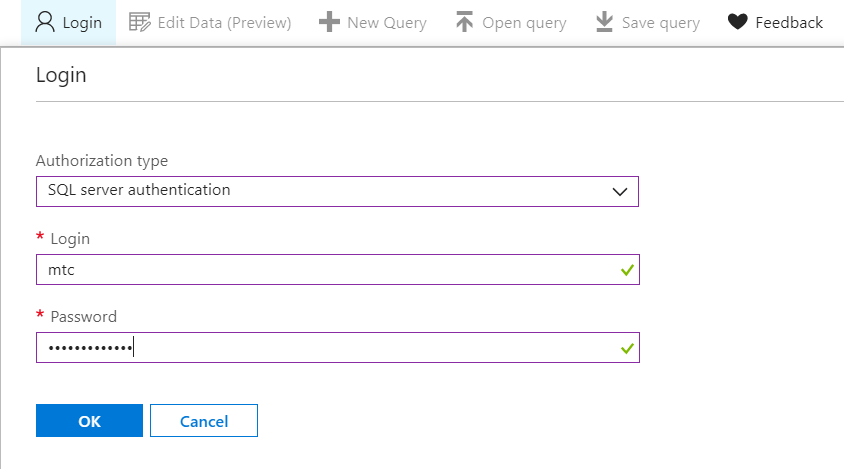 Login Edit Data (Preview) New Query Open query Save query Feedback
Login
Authorization type
SQL server authentication
* Login
mtc
* Password
•••••••••••••
OK Cancel